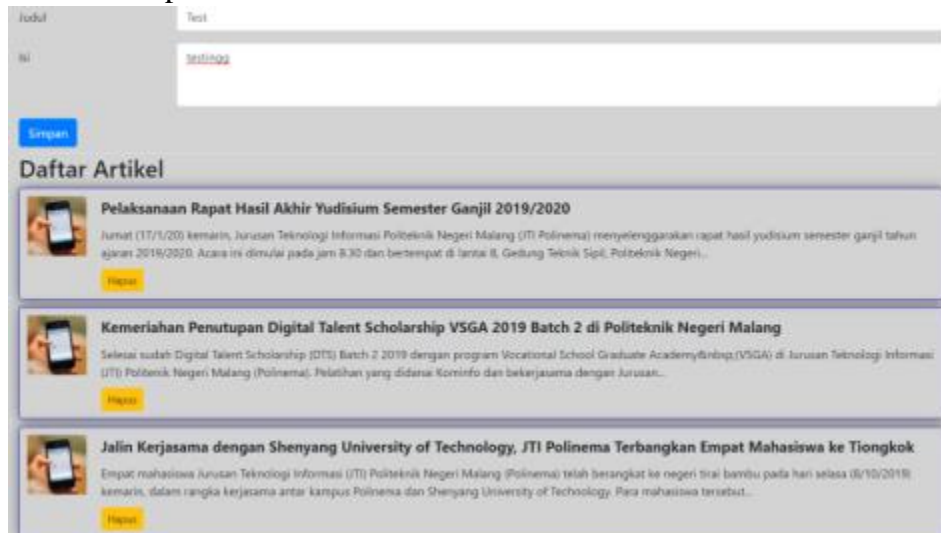 Judul
Test
Isi
testingg
Simpan
Daftar Artikel
Pelaksanaan Rapat Hasil Akhir Yudisium Semester Ganjil 2019/2020
Jumat (17/1/20) kemarin, Jurusan Teknologi Informasi Politeknik Negeri Malang (JTI Polinema) menyelenggarakan rapat hasil yudisium semester ganjil tahun
ajaran 2019/2020. Acara ini dimulai pada jam 8.30 dan bertempat di lantai 8, Gedung Teknik Sipil, Politeknik Negeri...
Hapus
Kemeriahan Penutupan Digital Talent Scholarship VSGA 2019 Batch 2 di Politeknik Negeri Malang
Selesai sudah Digital Talent Scholarship (DTS) Batch 2 2019 dengan program Vocational School Graduate Academy&nbsp;(VSGA) di Jurusan Teknologi Informasi
(JTI) Politenik Negeri Malang (Polinema). Pelatihan yang didanai Kominfo dan bekerjasama dengan Jurusan...
Hapus
Jalin Kerjasama dengan Shenyang University of Technology, JTI Polinema Terbangkan Empat Mahasiswa ke Tiongkok
Empat mahasiswa Jurusan Teknologi Informasi (JTI) Politeknik Negeri Malang (Polinema) telah berangkat ke negeri tirai bambu pada hari selasa (8/10/2019)
kemarin, dalam rangka kerjasama antar kampus Polinema dan Shenyang University of Technology. Para mahasiswa tersebut...
Hapus